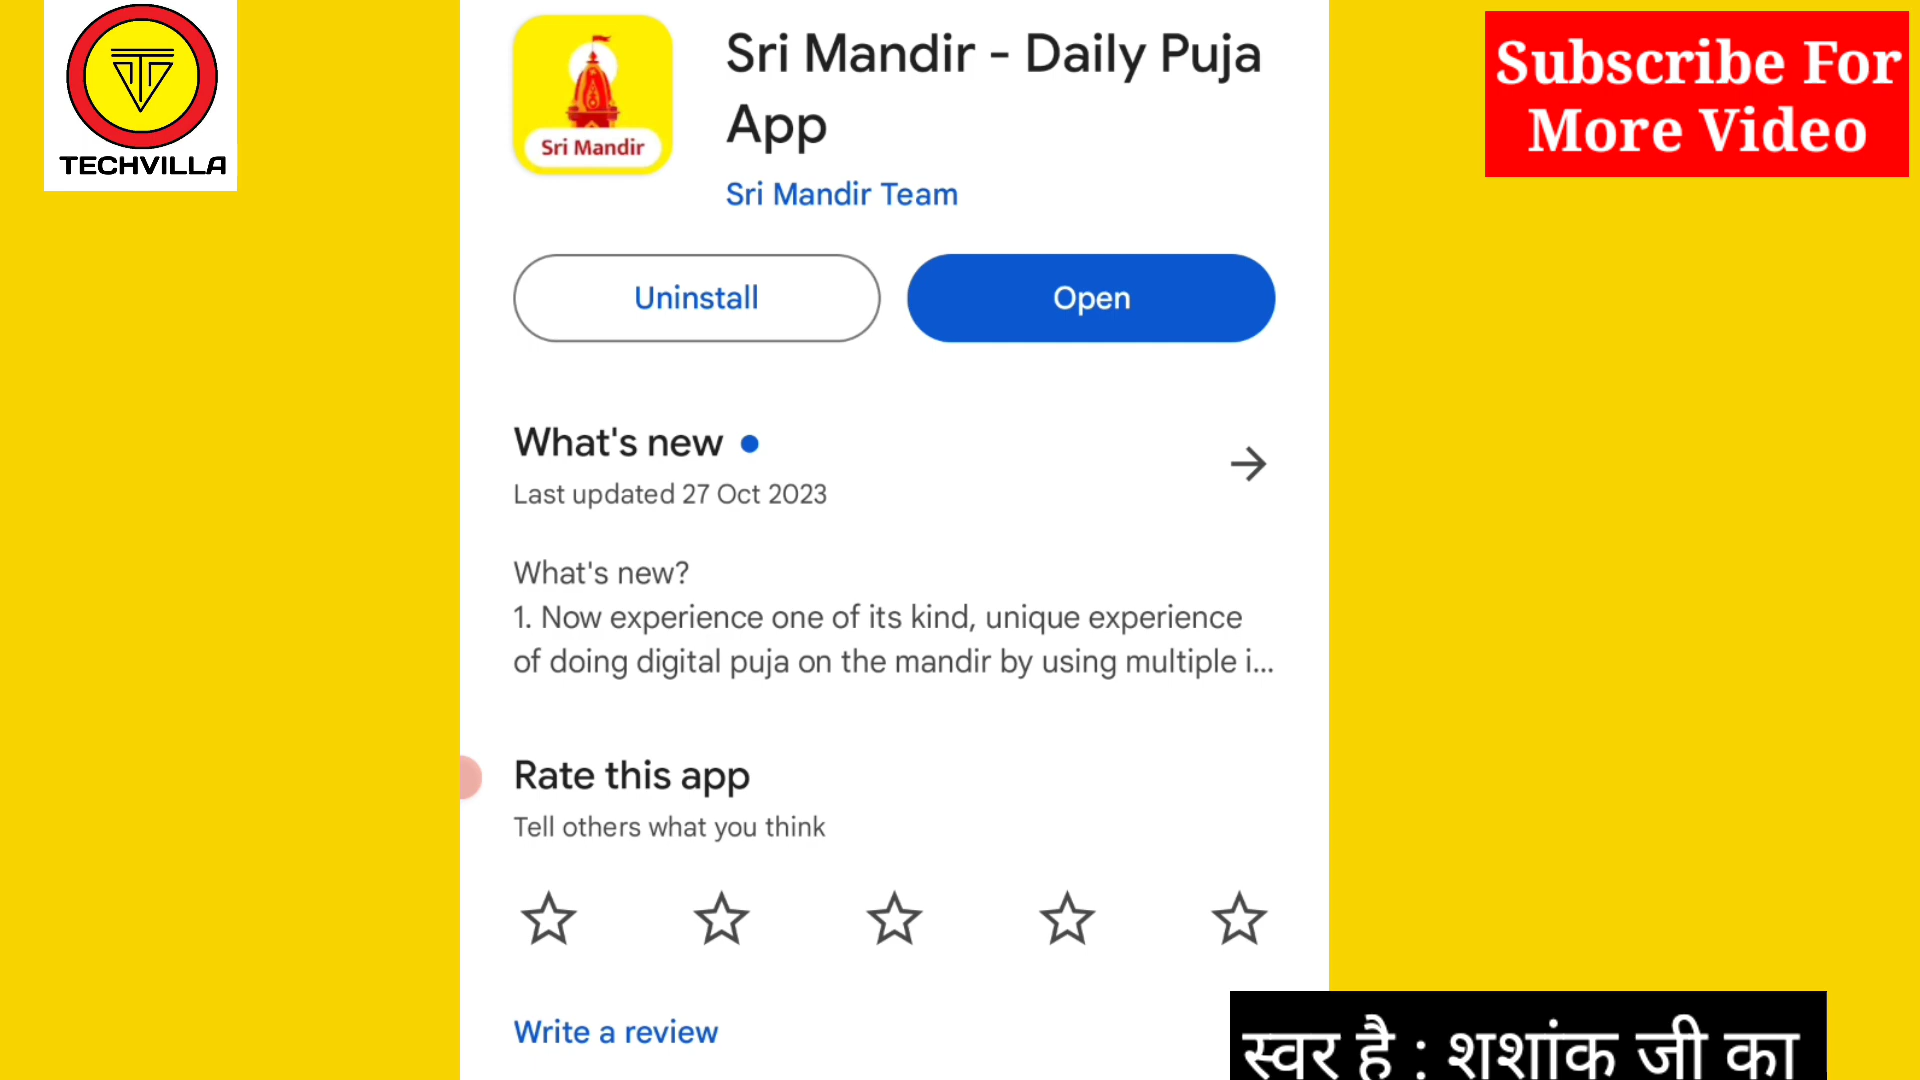 TECHVILLA
Sri Mandir
Sri Mandir - Daily Puja
App
Sri Mandir Team
Subscribe For
More Video
Uninstall
Open
What's new
Last updated 27 Oct 2023
What's new?
1. Now experience one of its kind, unique experience
of doing digital puja on the mandir by using multiple i...
Rate this app
Tell others what you think
Write a review
स्वर है : शशांक जी का